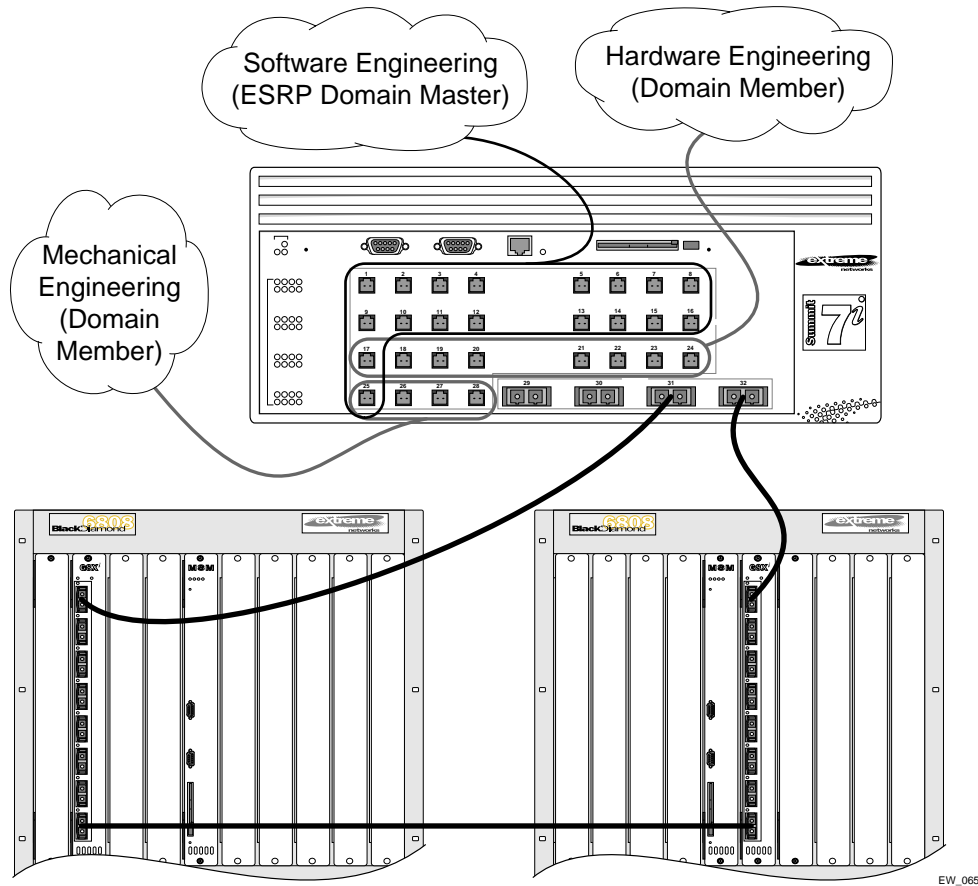 Software Engineering
(ESRP Domain Master)
Hardware Engineering
(Domain Member)
Mechanical
Engineering
(Domain
Member)
extreme
networks
Summit
7i
1 2 3 4 5 6 7 8
9 10 11 12 13 14 15 16
17 18 19 20 21 22 23 24
25 26 27 28 29 30 31 32
BlackDiamond 6808
extreme
networks
BlackDiamond 6808
extreme
networks
G8Xi
MSM
MSM
G8Xi
EW_065